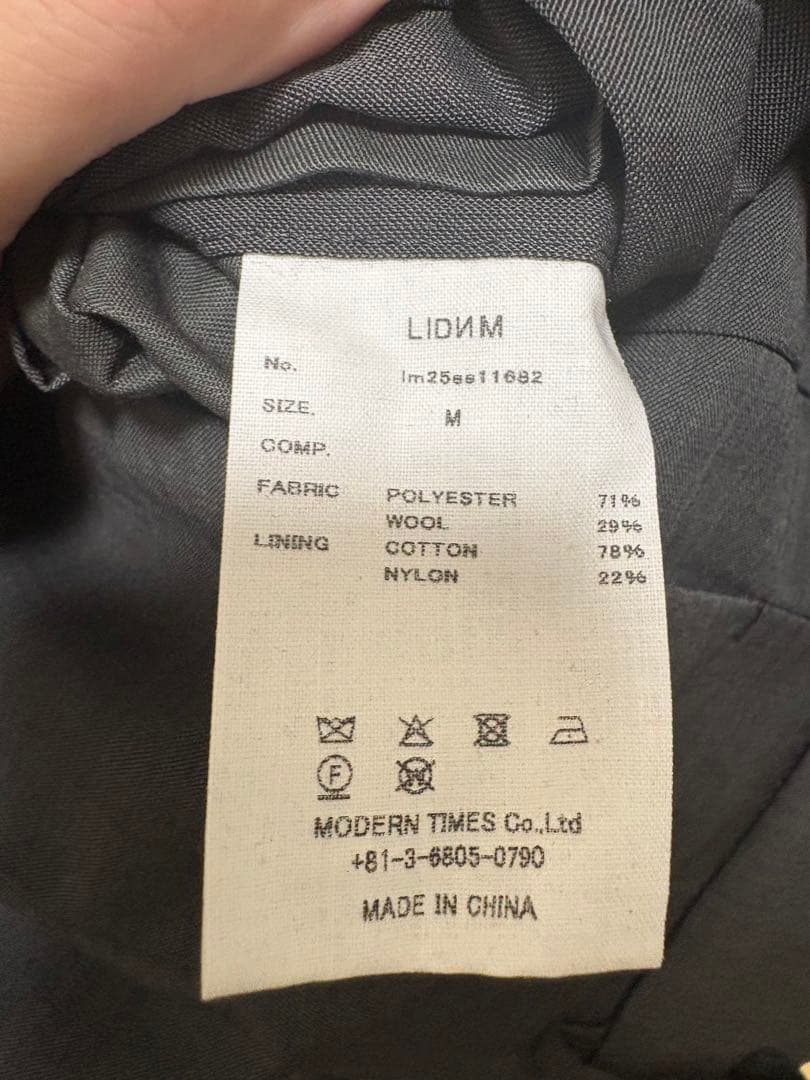 LIDИM
No. lm25ss11682
SIZE. M
COMP.
FABRIC POLYESTER 71%
WOOL 29%
LINING COTTON 78%
NYLON 22%
F W
MODERN TIMES Co.,Ltd
+81-3-6805-0790
MADE IN CHINA